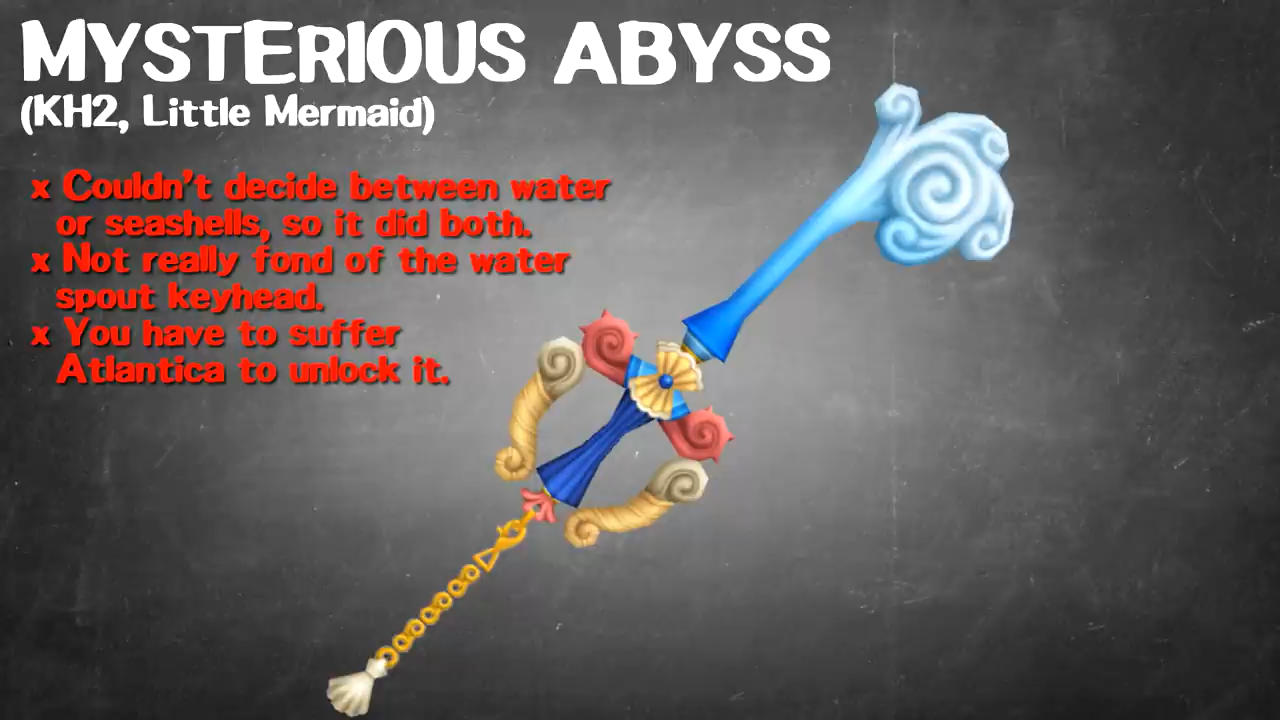 MYSTERIOUS ABYSS
(KH2, Little Mermaid)
x Couldn't decide between water
or seashells, so it did both.
x Not really fond of the water
spout keyhead.
x You have to suffer
Atlantica to unlock it.